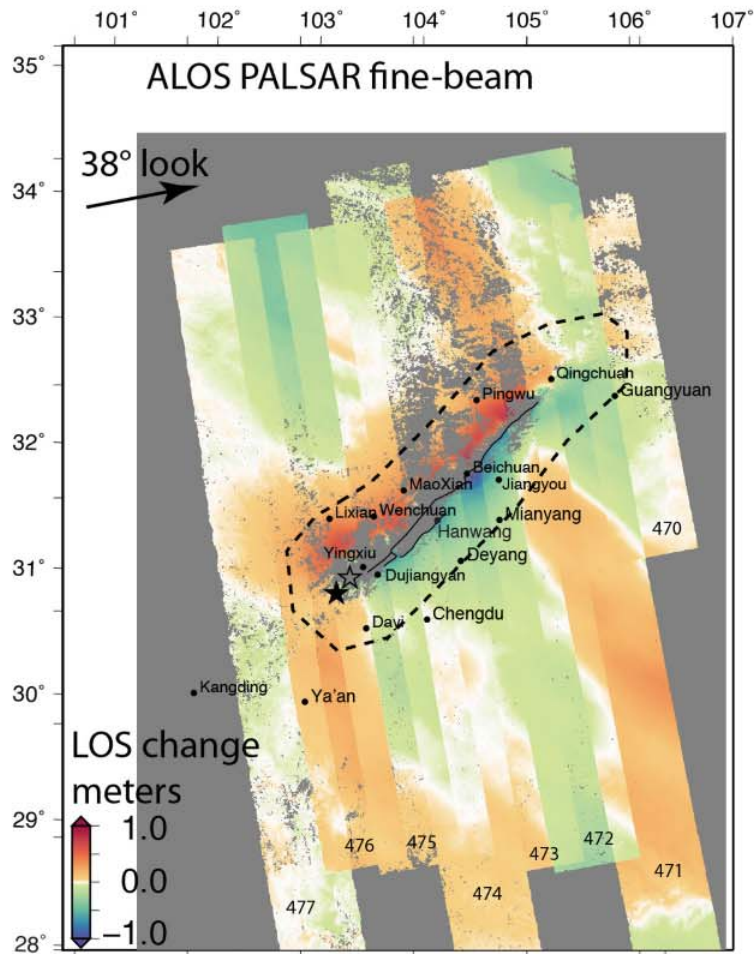 101° 102° 103° 104° 105° 106° 107°
35°
ALOS PALSAR fine-beam
38° look
34°
33°
Qingchuan
Pingwu
Guangyuan
32°
Beichuan
MaoXian
Jiangyou
Lixian
Wenchuan
Mianyang
Hanwang
470
Yingxiu
Deyang
31°
Dujiangyan
Chengdu
Dayi
Kangding
30°
Ya'an
LOS change
meters
29°
1.0
0.0
−1.0
476
475
473
472
471
474
477
28°